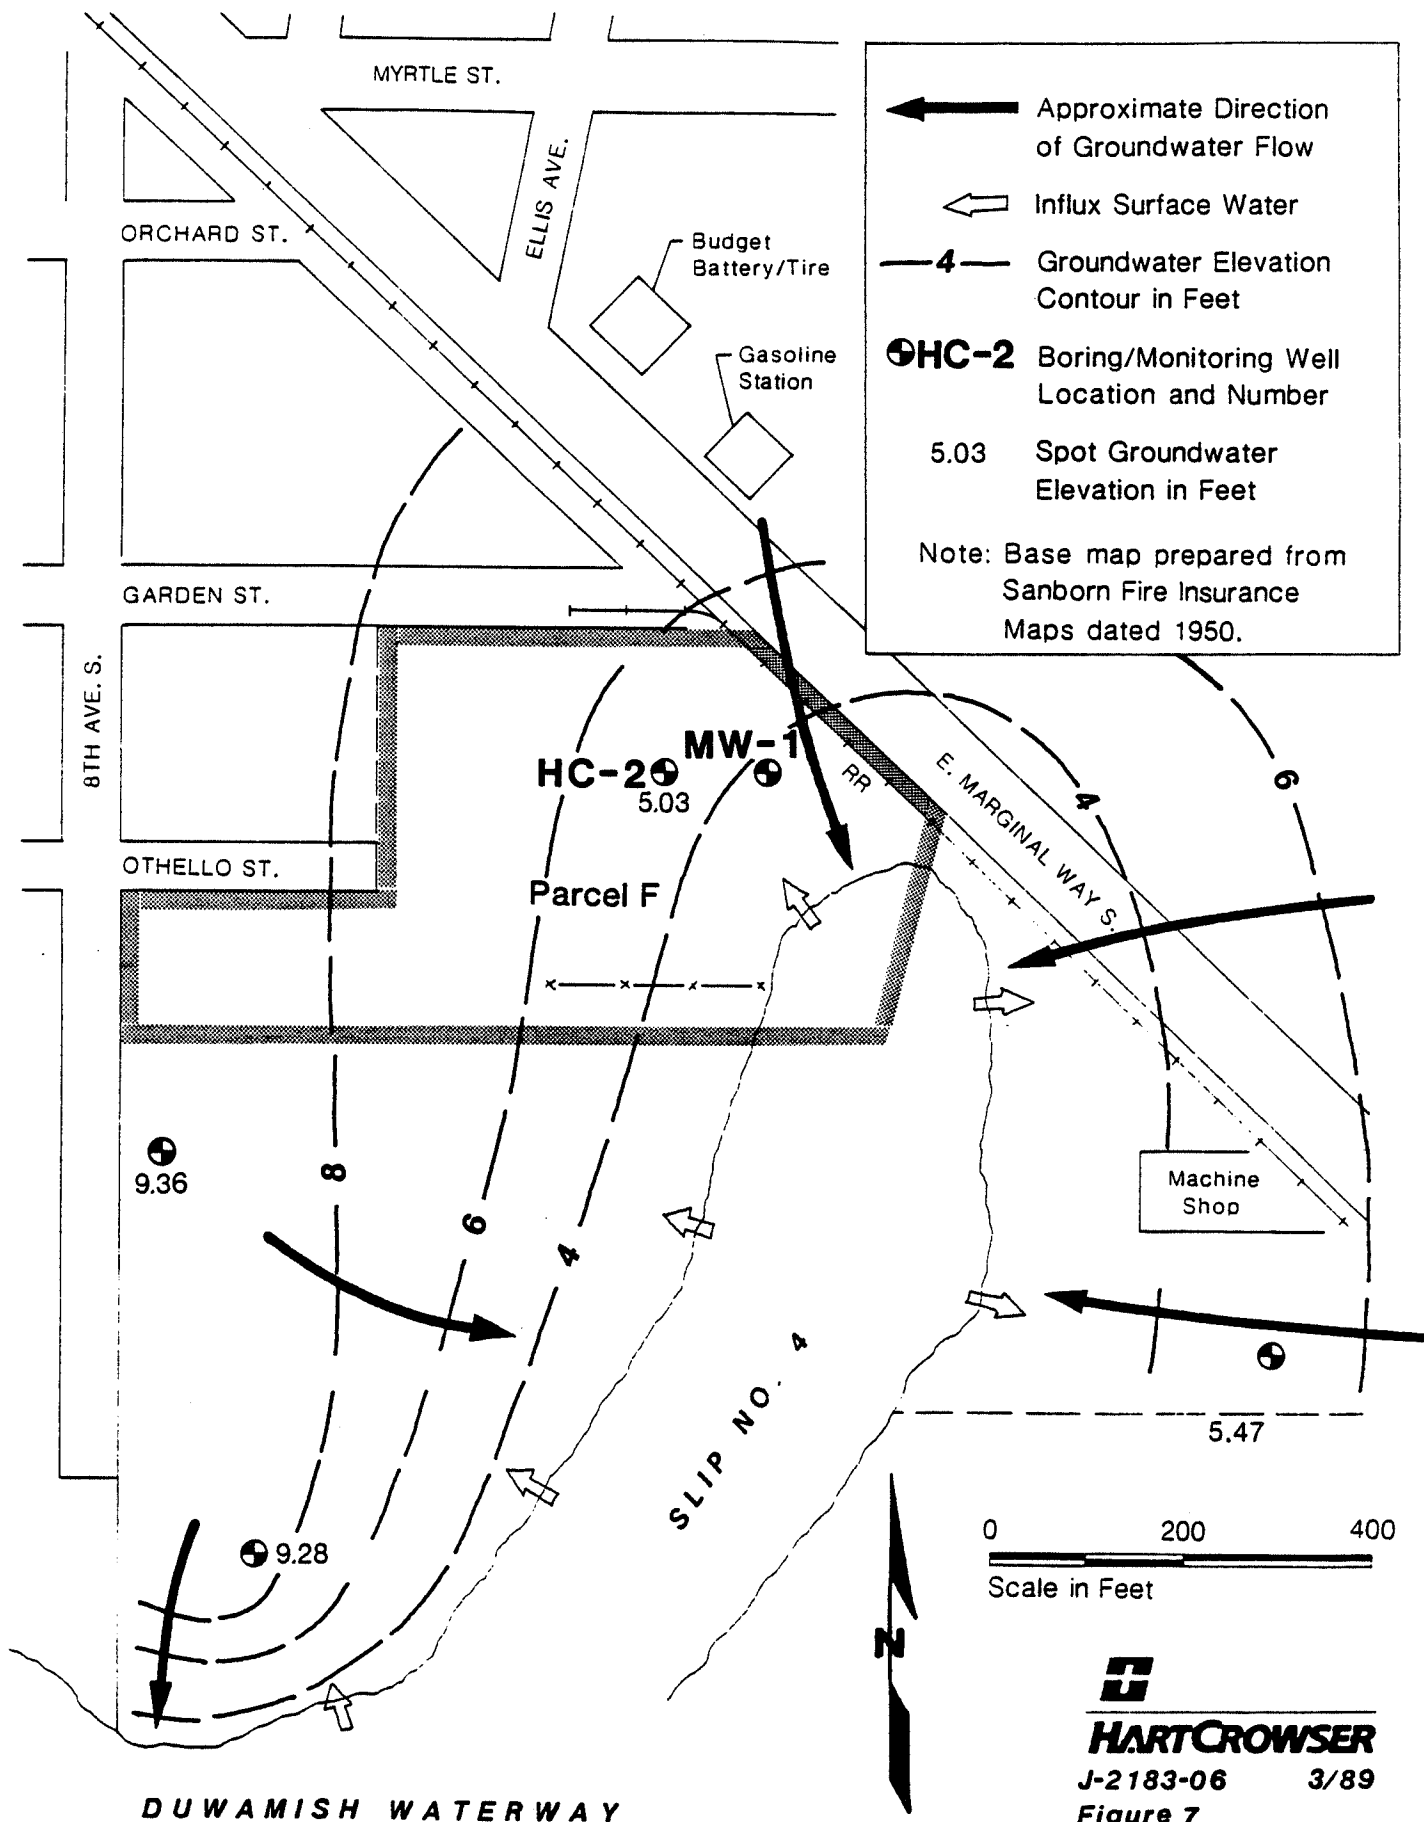 MYRTLE ST.
ELLIS AVE.
ORCHARD ST.
Budget
Battery/Tire
Gasoline
Station
Approximate Direction
of Groundwater Flow
Influx Surface Water
4
Groundwater Elevation
Contour in Feet
HC-2
Boring/Monitoring Well
Location and Number
5.03
Spot Groundwater
Elevation in Feet
Note: Base map prepared from
Sanborn Fire Insurance
Maps dated 1950.
GARDEN ST.
8TH AVE. S.
MW-1
HC-2
5.03
RR
E. MARGINAL WAY S.
4
6
OTHELLO ST.
Parcel F
9.36
8
6
4
Machine
Shop
SLIP NO. 4
5.47
9.28
0 200 400
Scale in Feet
N
HARTCROWSER
J-2183-06 3/89
Figure 7
DUWAMISH WATERWAY